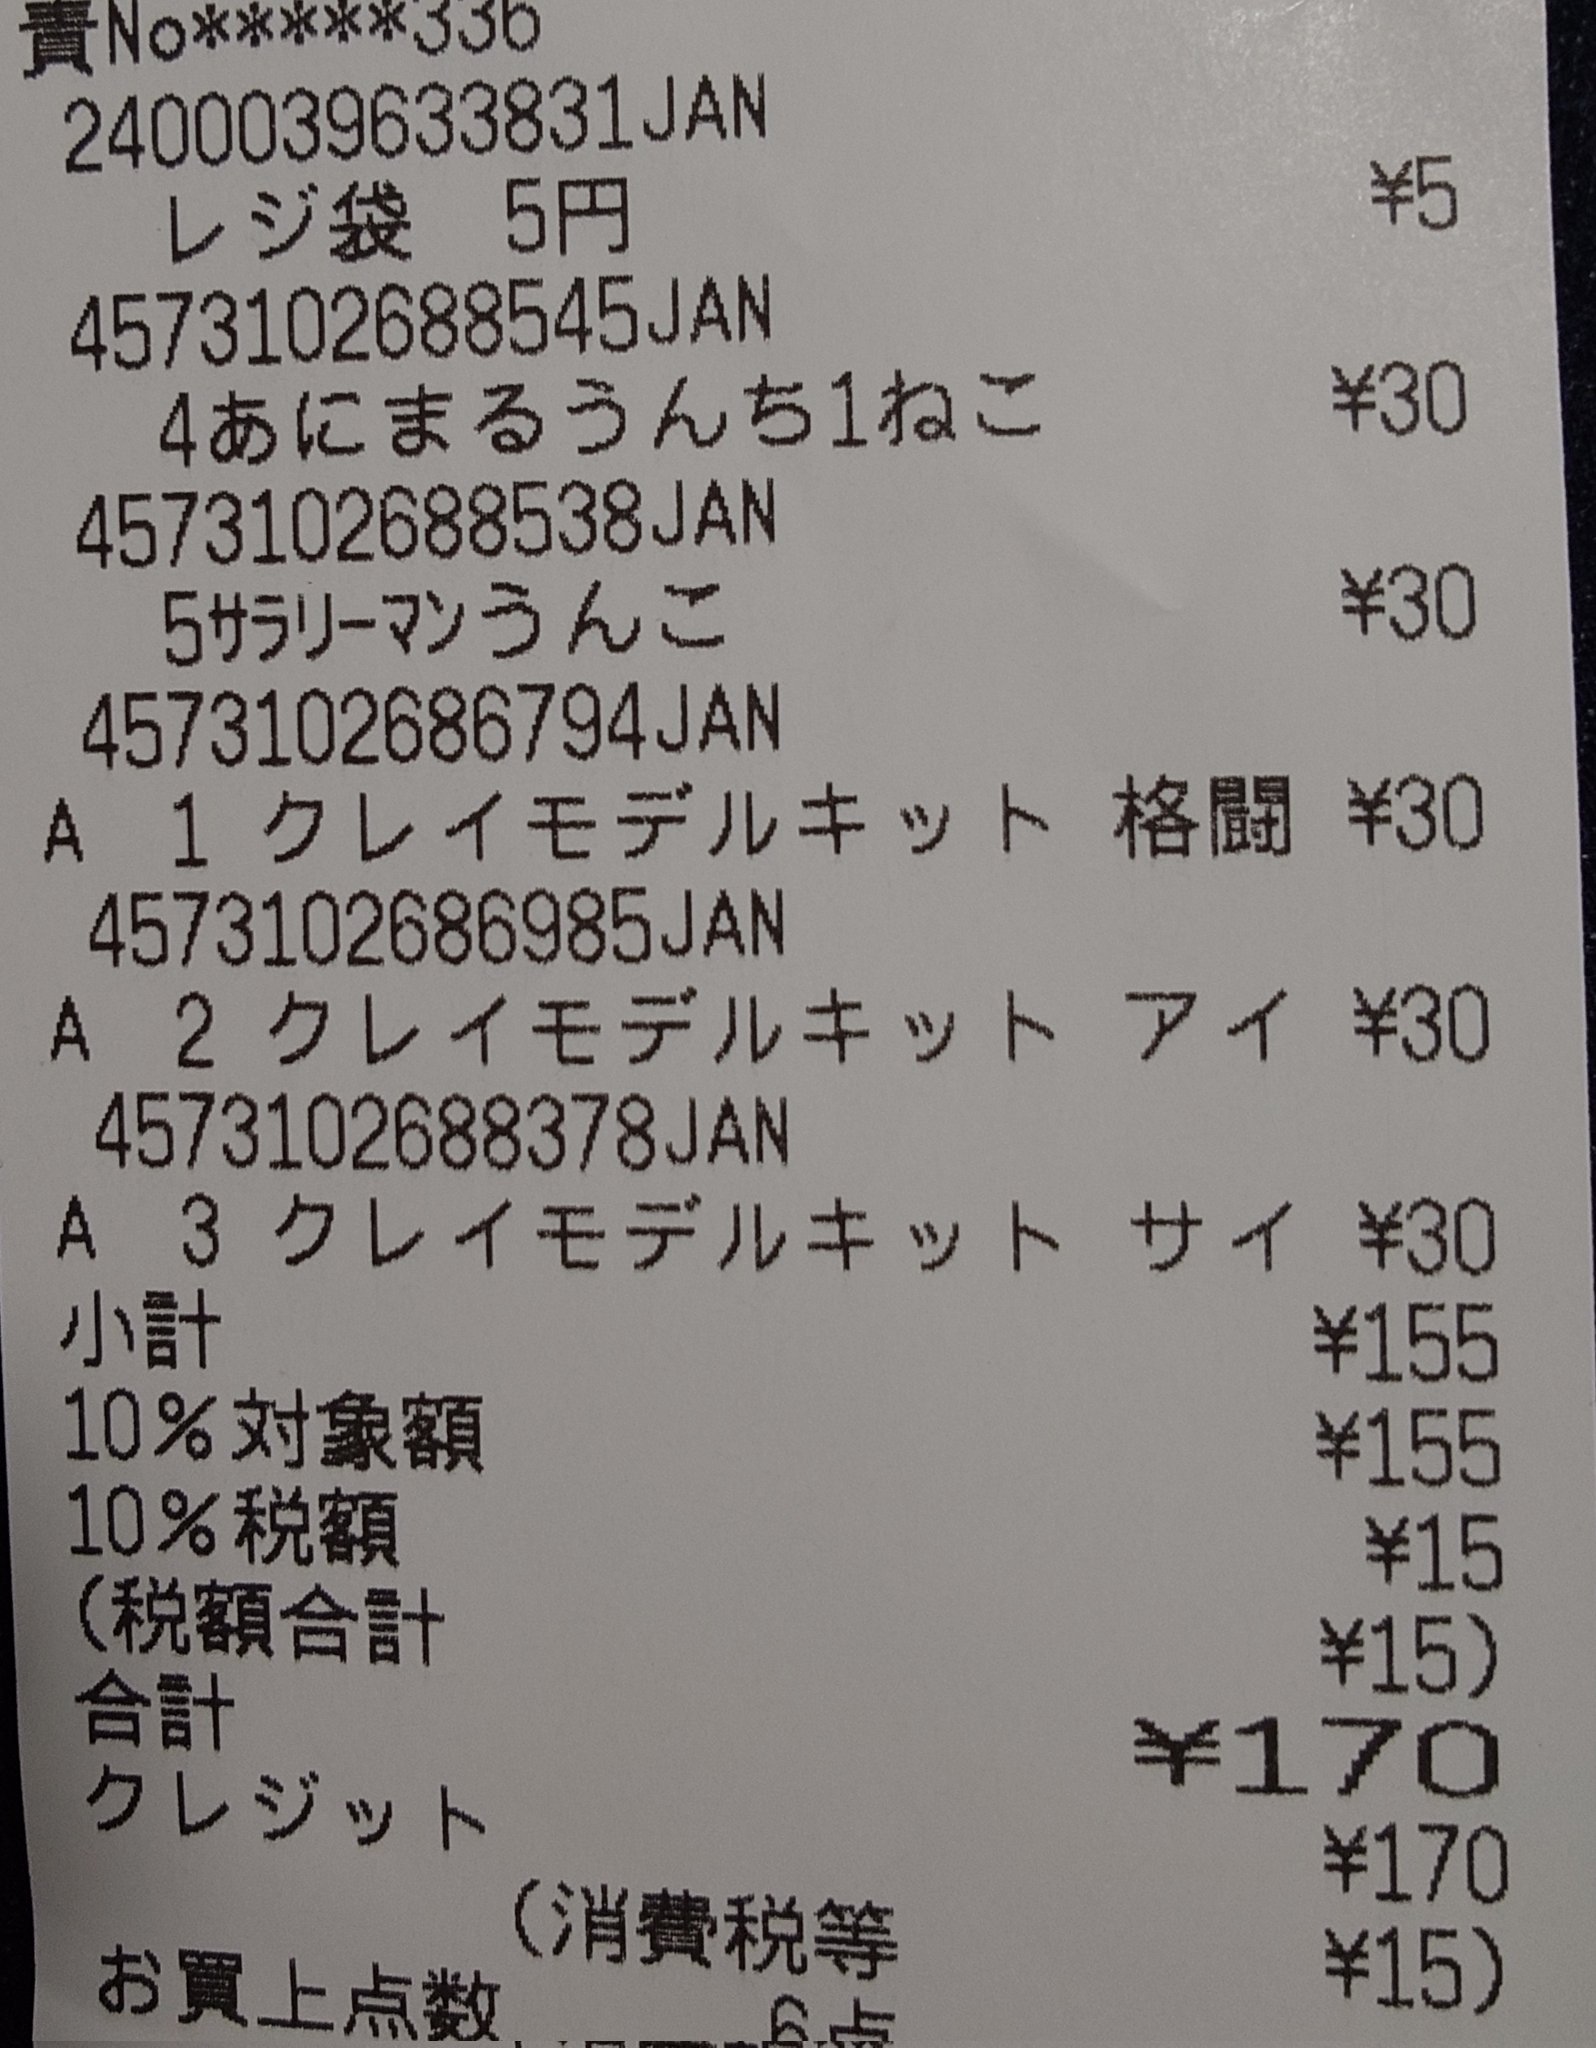 責No*****336
2400039633831JAN
レジ袋 5円 ¥5
4573102688545JAN
4あにまるうんち1ねこ ¥30
4573102688538JAN
5ｻﾗﾘｰﾏﾝうんこ ¥30
4573102686794JAN
A 1 クレイモデルキット 格闘 ¥30
4573102686985JAN
A 2 クレイモデルキット アイ ¥30
4573102688378JAN
A 3 クレイモデルキット サイ ¥30
小計 ¥155
10%対象額 ¥155
10%税額 ¥15
(税額合計 ¥15)
合計 ¥170
クレジット ¥170
(消費税等 ¥15)
お買上点数 6点